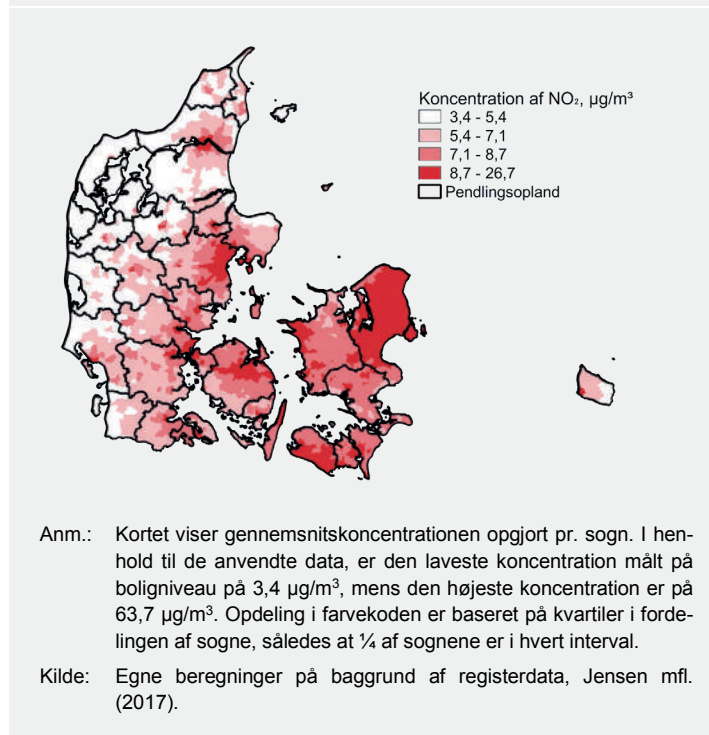 Koncentration af NO₂, µg/m³
3,4 - 5,4
5,4 - 7,1
7,1 - 8,7
8,7 - 26,7
Pendlingsopland
Anm.: Kortet viser gennemsnitskoncentrationen opgjort pr. sogn. I hen-
hold til de anvendte data, er den laveste koncentration målt på
boligniveau på 3,4 µg/m³, mens den højeste koncentration er på
63,7 µg/m³. Opdeling i farvekoden er baseret på kvartiler i forde-
lingen af sogne, således at ¼ af sognene er i hvert interval.
Kilde: Egne beregninger på baggrund af registerdata, Jensen mfl.
(2017).